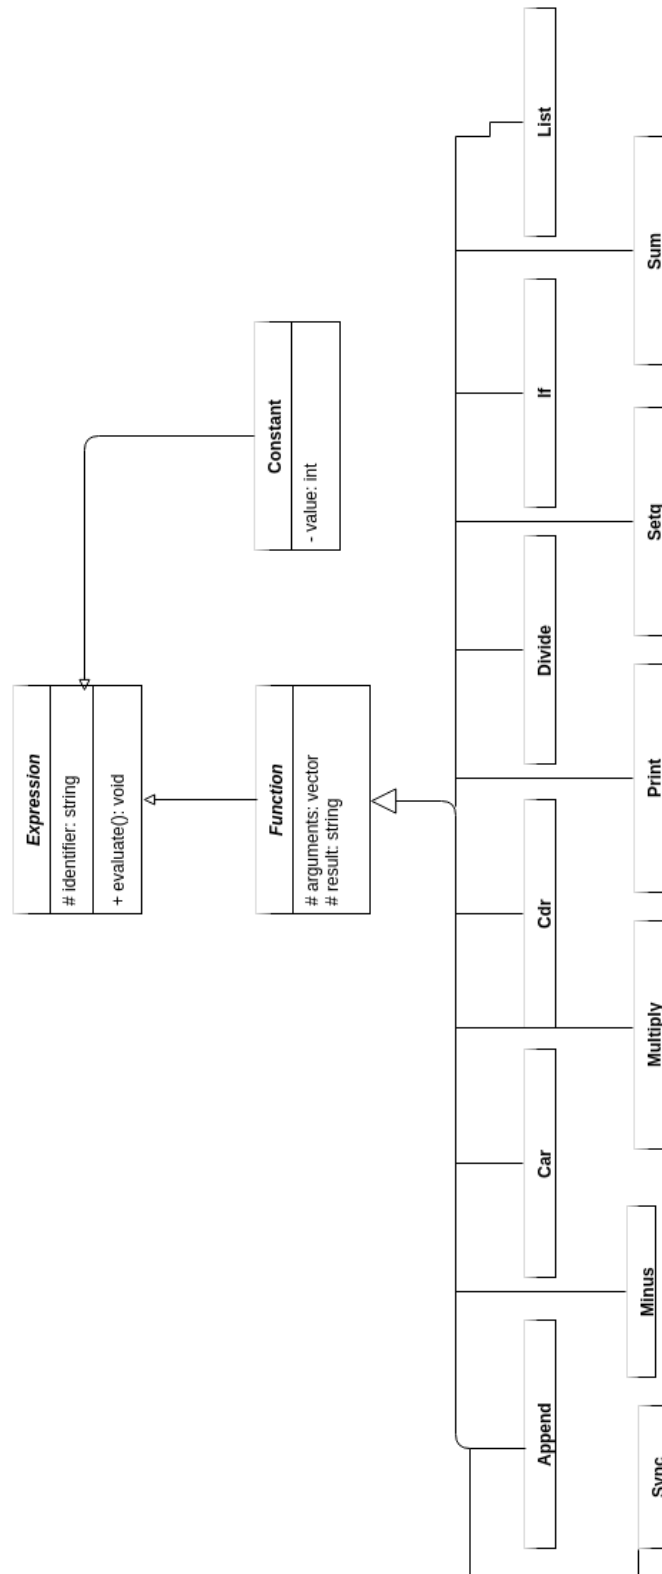 Expression
# identifier: string
+ evaluate(): void
Function
# arguments: vector
# result: string
Constant
- value: int
Append
Car
Cdr
Divide
If
List
Sync
Minus
Multiply
Print
Setq
Sum